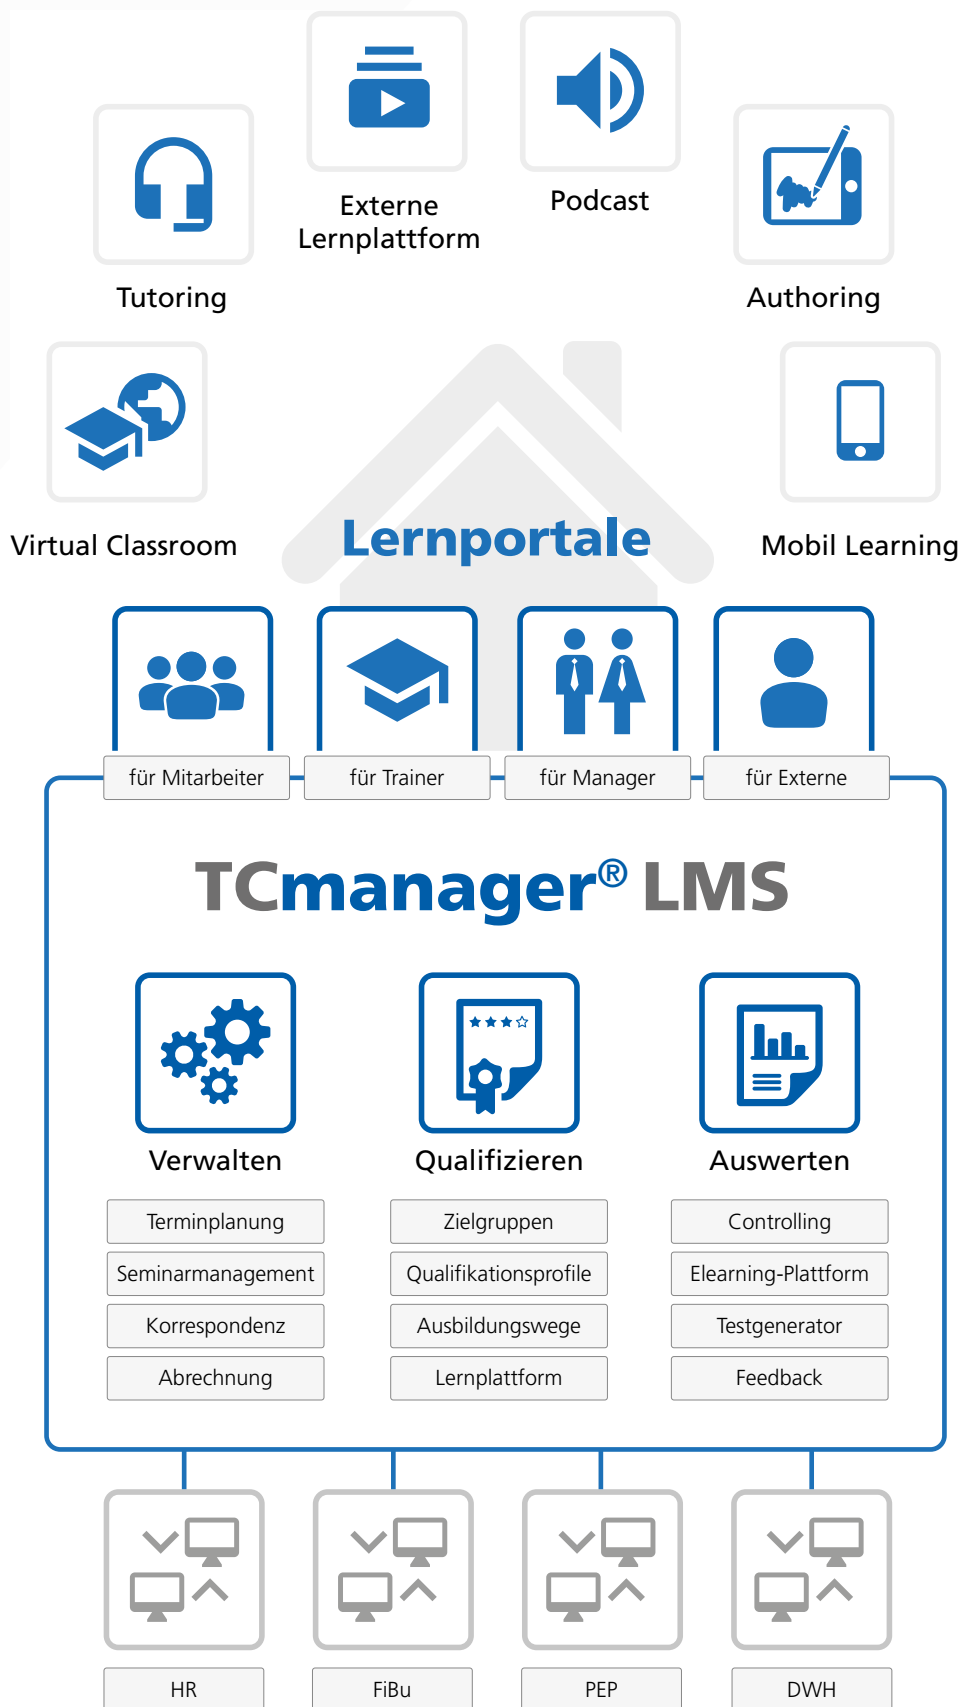 Externe
Lernplattform
Podcast
Tutoring
Authoring
Virtual Classroom
Lernportale
Mobil Learning
für Mitarbeiter
für Trainer
für Manager
für Externe
TCmanager® LMS
Verwalten
Qualifizieren
Auswerten
Terminplanung
Zielgruppen
Controlling
Seminarmanagement
Qualifikationsprofile
Elearning-Plattform
Korrespondenz
Ausbildungswege
Testgenerator
Abrechnung
Lernplattform
Feedback
HR
FiBu
PEP
DWH